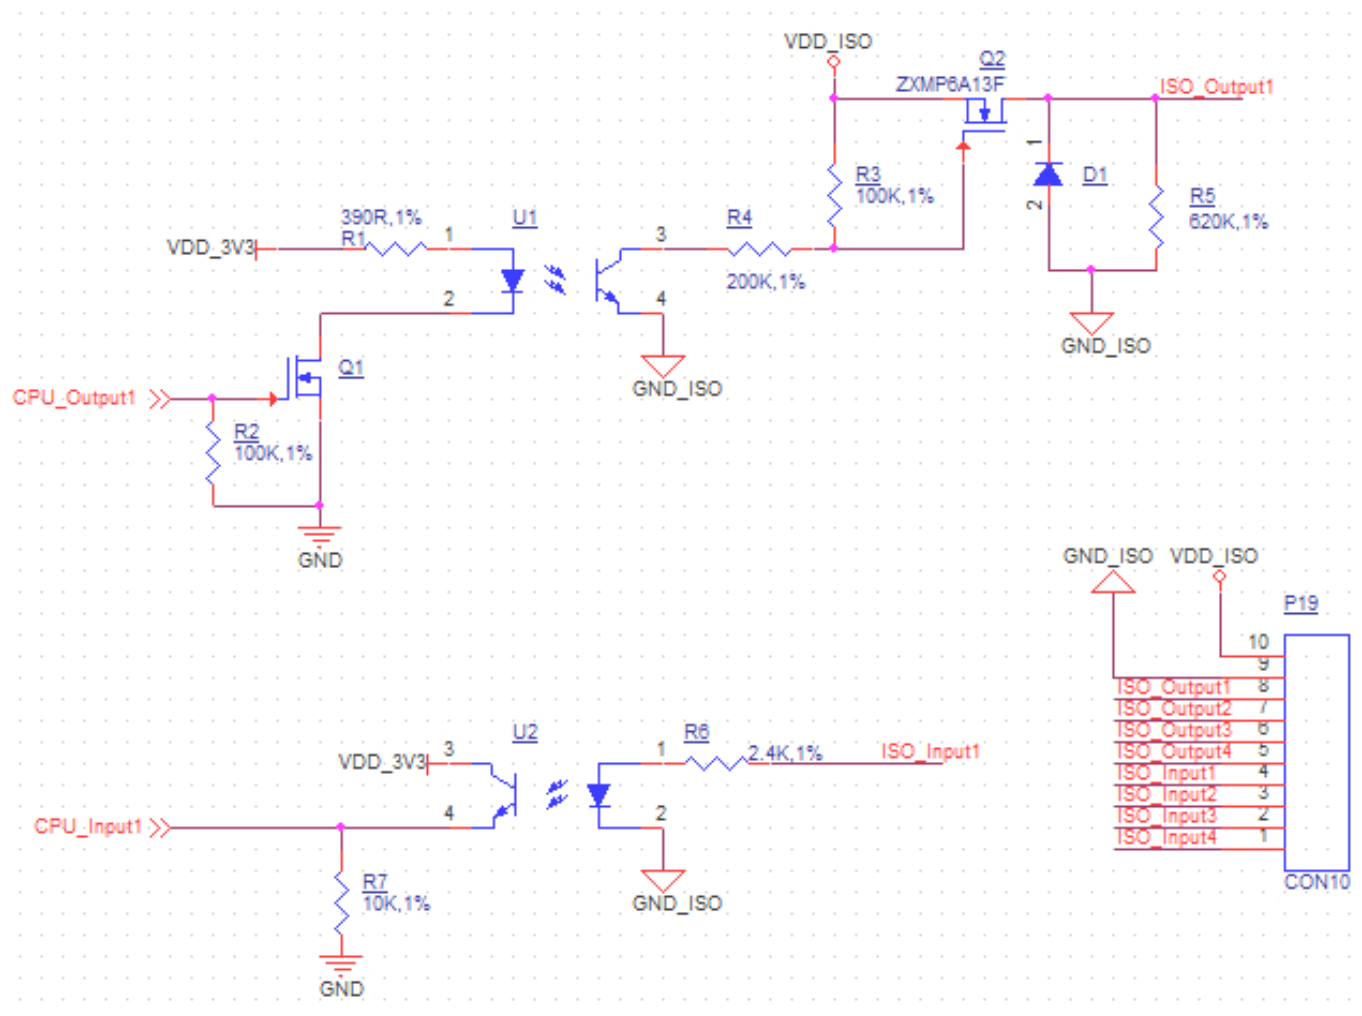 VDD_ISO
Q2
ZXMP6A13F
ISO_Output1
1
D1
2
R3
100K,1%
R5
620K,1%
390R,1%
R1
VDD_3V3
1
U1
3
R4
200K,1%
2
4
GND_ISO
GND_ISO
Q1
CPU_Output1
R2
100K,1%
GND
GND_ISO
VDD_ISO
P19
10
9
ISO_Output1 8
ISO_Output2 7
ISO_Output3 6
ISO_Output4 5
ISO_Input1 4
ISO_Input2 3
ISO_Input3 2
ISO_Input4 1
CON10
VDD_3V3
3
U2
1
R6
2.4K,1%
ISO_Input1
CPU_Input1
4
2
GND_ISO
R7
10K,1%
GND